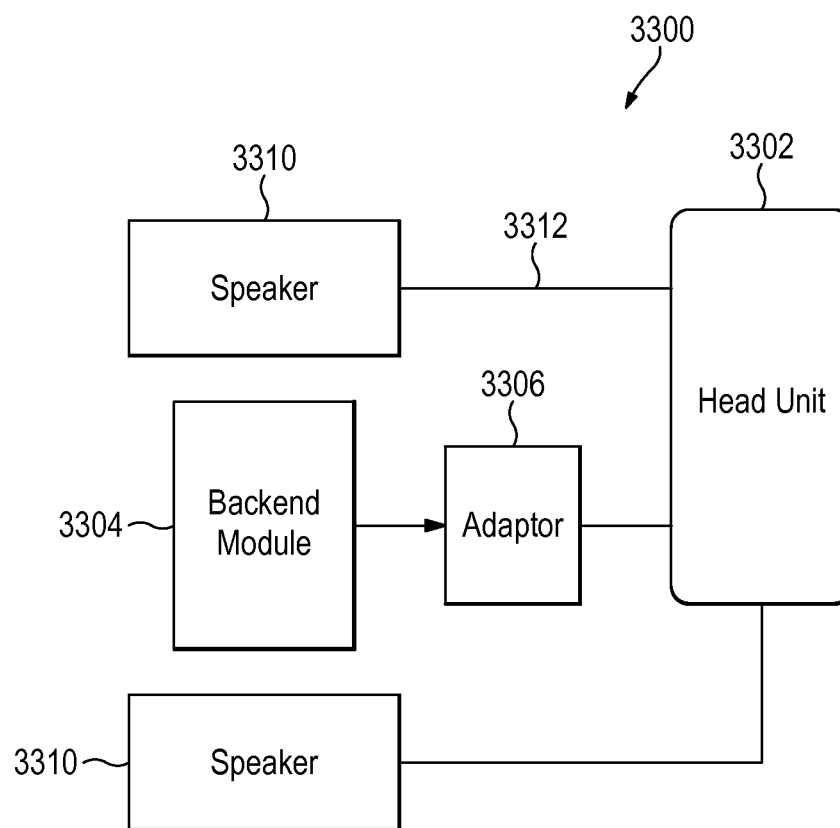 3300
3302
3310
3312
Speaker
3306
Head Unit
3304
Backend
Module
Adaptor
3310
Speaker